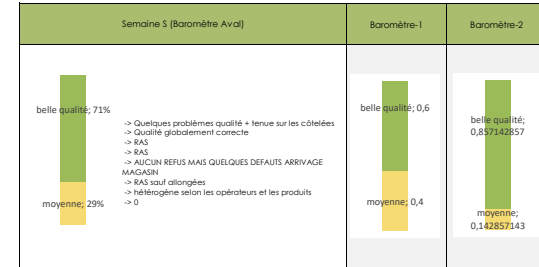 Semaine S (Baromètre Aval)
Baromètre-1
Baromètre-2
belle qualité; 71%
moyenne; 29%
-> Quelques problèmes qualité + tenue sur les côtelées
-> Qualité globalement correcte
-> RAS
-> RAS
-> AUCUN REFUS MAIS QUELQUES DEFAUTS ARRIVAGE
MAGASIN
-> RAS sauf allongées
-> hétérogène selon les opérateurs et les produits
-> 0
belle qualité; 0,6
moyenne; 0,4
belle qualité;
0,857142857
moyenne;
0,142857143